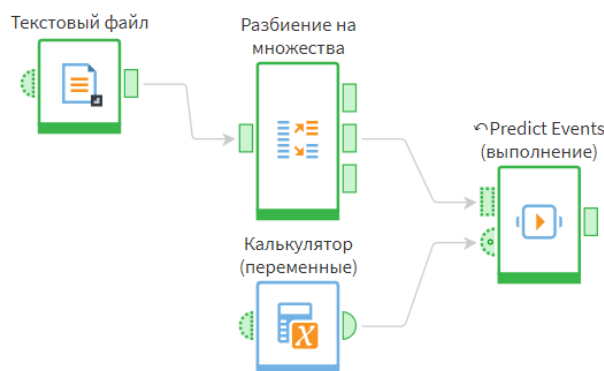 Текстовый файл
Разбиение на
множества
↶Predict Events
(выполнение)
Калькулятор
(переменные)